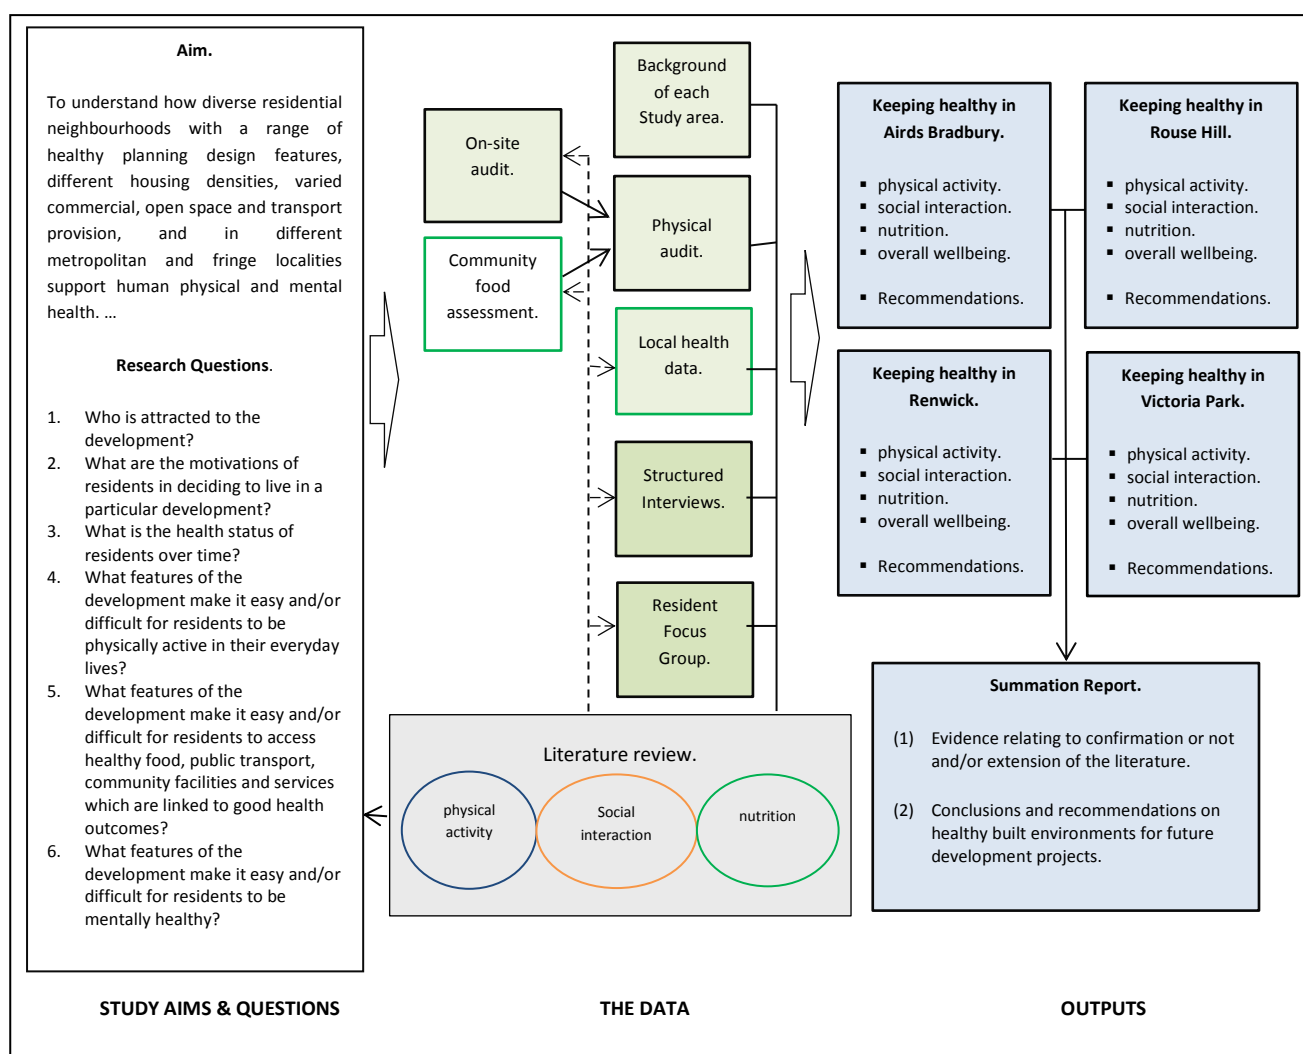 Aim.
To understand how diverse residential
neighbourhoods with a range of
healthy planning design features,
different housing densities, varied
commercial, open space and transport
provision, and in different
metropolitan and fringe localities
support human physical and mental
health. …
Research Questions.
1. Who is attracted to the
development?
2. What are the motivations of
residents in deciding to live in a
particular development?
3. What is the health status of
residents over time?
4. What features of the
development make it easy and/or
difficult for residents to be
physically active in their everyday
lives?
5. What features of the
development make it easy and/or
difficult for residents to access
healthy food, public transport,
community facilities and services
which are linked to good health
outcomes?
6. What features of the
development make it easy and/or
difficult for residents to be
mentally healthy?
STUDY AIMS & QUESTIONS
Background
of each
Study area.
On-site
audit.
Physical
audit.
Community
food
assessment.
Local health
data.
Structured
Interviews.
Resident
Focus
Group.
Literature review.
physical
activity
Social
interaction
nutrition
THE DATA
Keeping healthy in
Airds Bradbury.
▪ physical activity.
▪ social interaction.
▪ nutrition.
▪ overall wellbeing.
▪ Recommendations.
Keeping healthy in
Rouse Hill.
▪ physical activity.
▪ social interaction.
▪ nutrition.
▪ overall wellbeing.
▪ Recommendations.
Keeping healthy in
Renwick.
▪ physical activity.
▪ social interaction.
▪ nutrition.
▪ overall wellbeing.
▪ Recommendations.
Keeping healthy in
Victoria Park.
▪ physical activity.
▪ social interaction.
▪ nutrition.
▪ overall wellbeing.
▪ Recommendations.
Summation Report.
(1) Evidence relating to confirmation or not
and/or extension of the literature.
(2) Conclusions and recommendations on
healthy built environments for future
development projects.
OUTPUTS